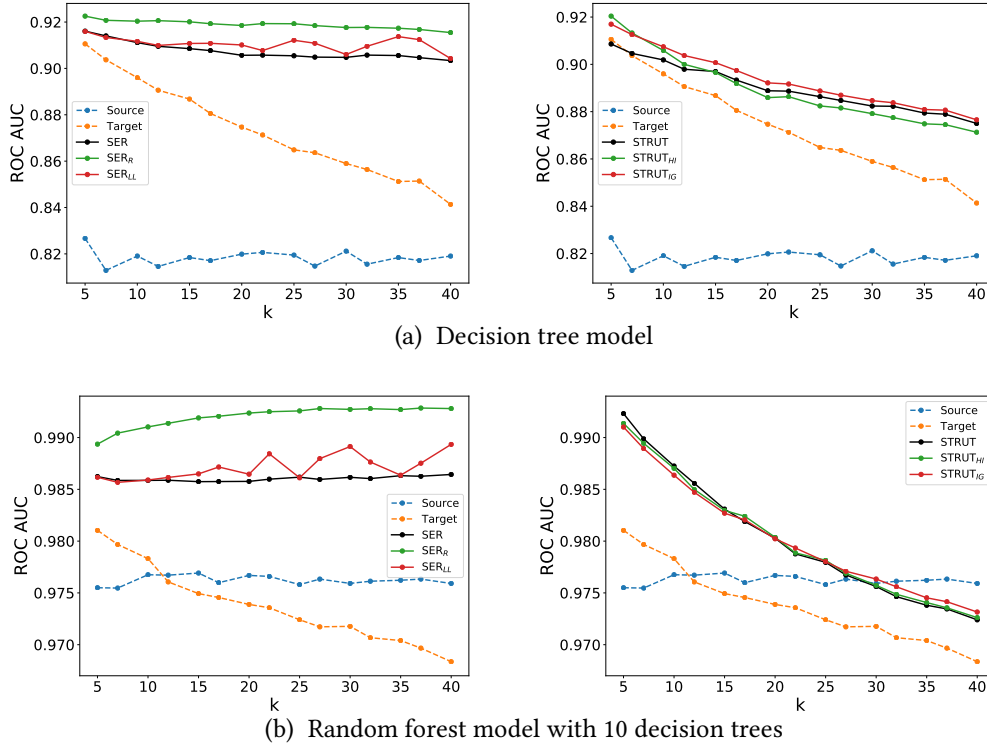 0.92
0.90
0.88
0.86
0.84
0.82
ROC AUC
Source
Target
SER
SER_R
SER_LL
5 10 15 20 25 30 35 40
k
0.92
0.90
0.88
0.86
0.84
0.82
ROC AUC
Source
Target
STRUT
STRUT_HI
STRUT_IG
5 10 15 20 25 30 35 40
k
(a) Decision tree model
0.990
0.985
0.980
0.975
0.970
ROC AUC
Source
Target
SER
SER_R
SER_LL
5 10 15 20 25 30 35 40
k
0.990
0.985
0.980
0.975
0.970
ROC AUC
Source
Target
STRUT
STRUT_HI
STRUT_IG
5 10 15 20 25 30 35 40
k
(b) Random forest model with 10 decision trees